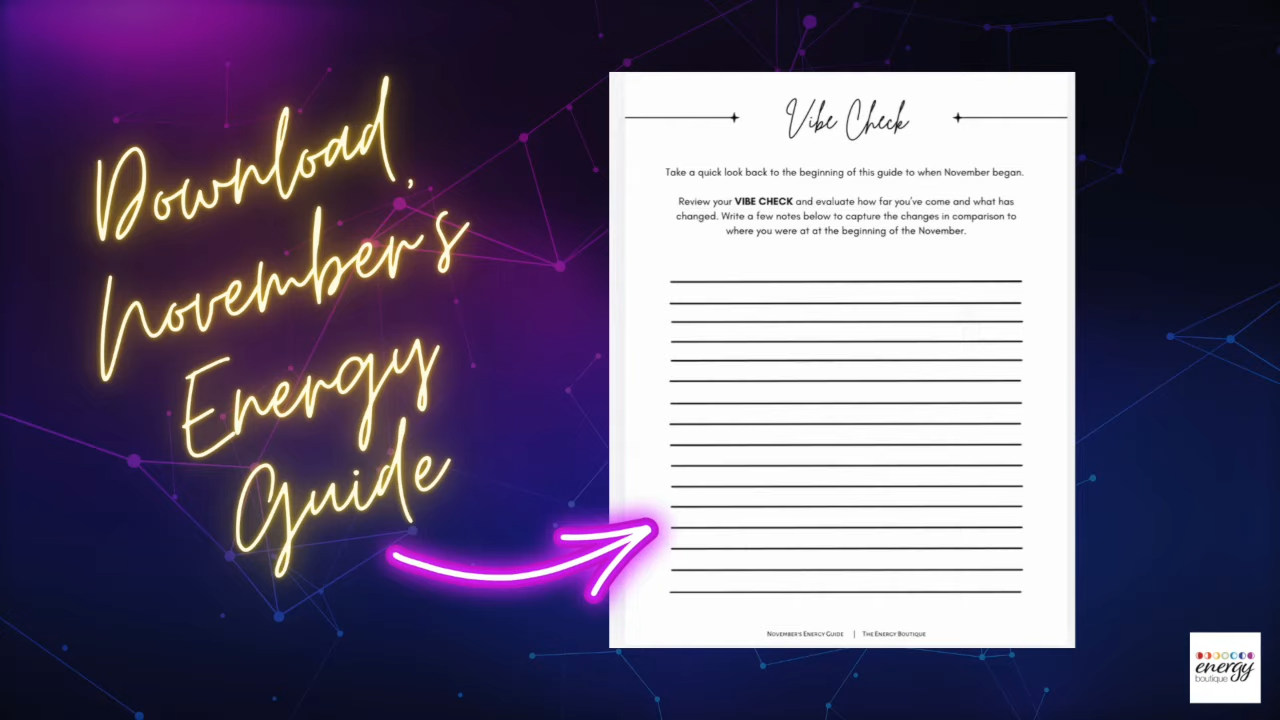 Download
November's
Energy
Guide
Vibe Check
Take a quick look back to the beginning of this guide to when November began.
Review your VIBE CHECK and evaluate how far you've come and what has
changed. Write a few notes below to capture the changes in comparison to
where you were at at the beginning of the November.
November's Energy Guide | The Energy Boutique
energy
boutique